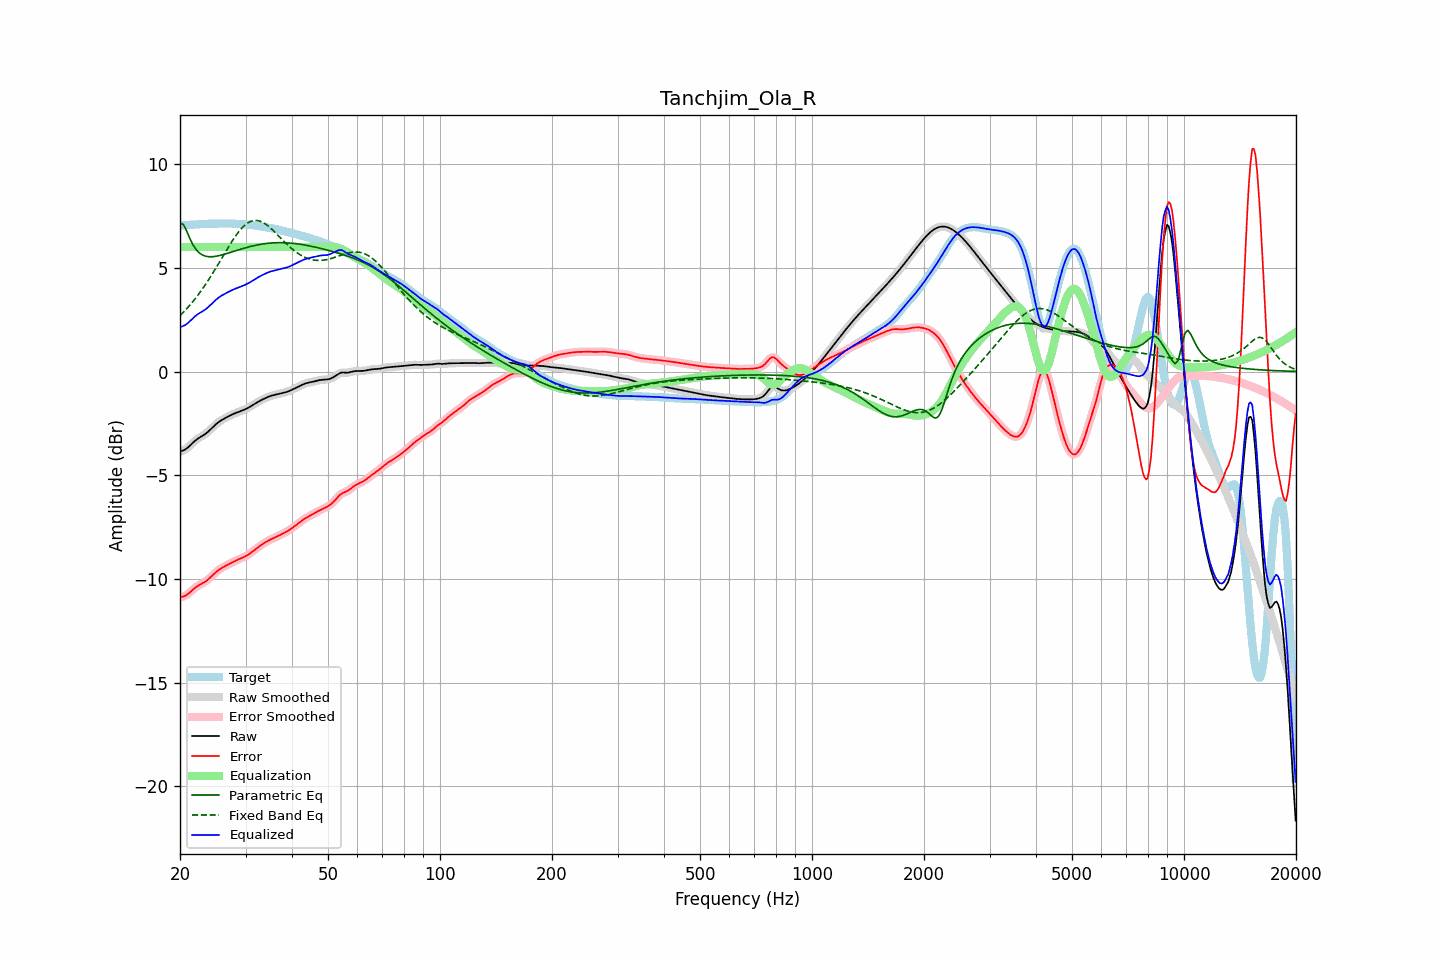 Tanchjim_Ola_R
Amplitude (dBr)
10
5
0
−5
−10
−15
−20
Target
Raw Smoothed
Error Smoothed
Raw
Error
Equalization
Parametric Eq
Fixed Band Eq
Equalized
20 50 100 200 500 1000 2000 5000 10000 20000
Frequency (Hz)